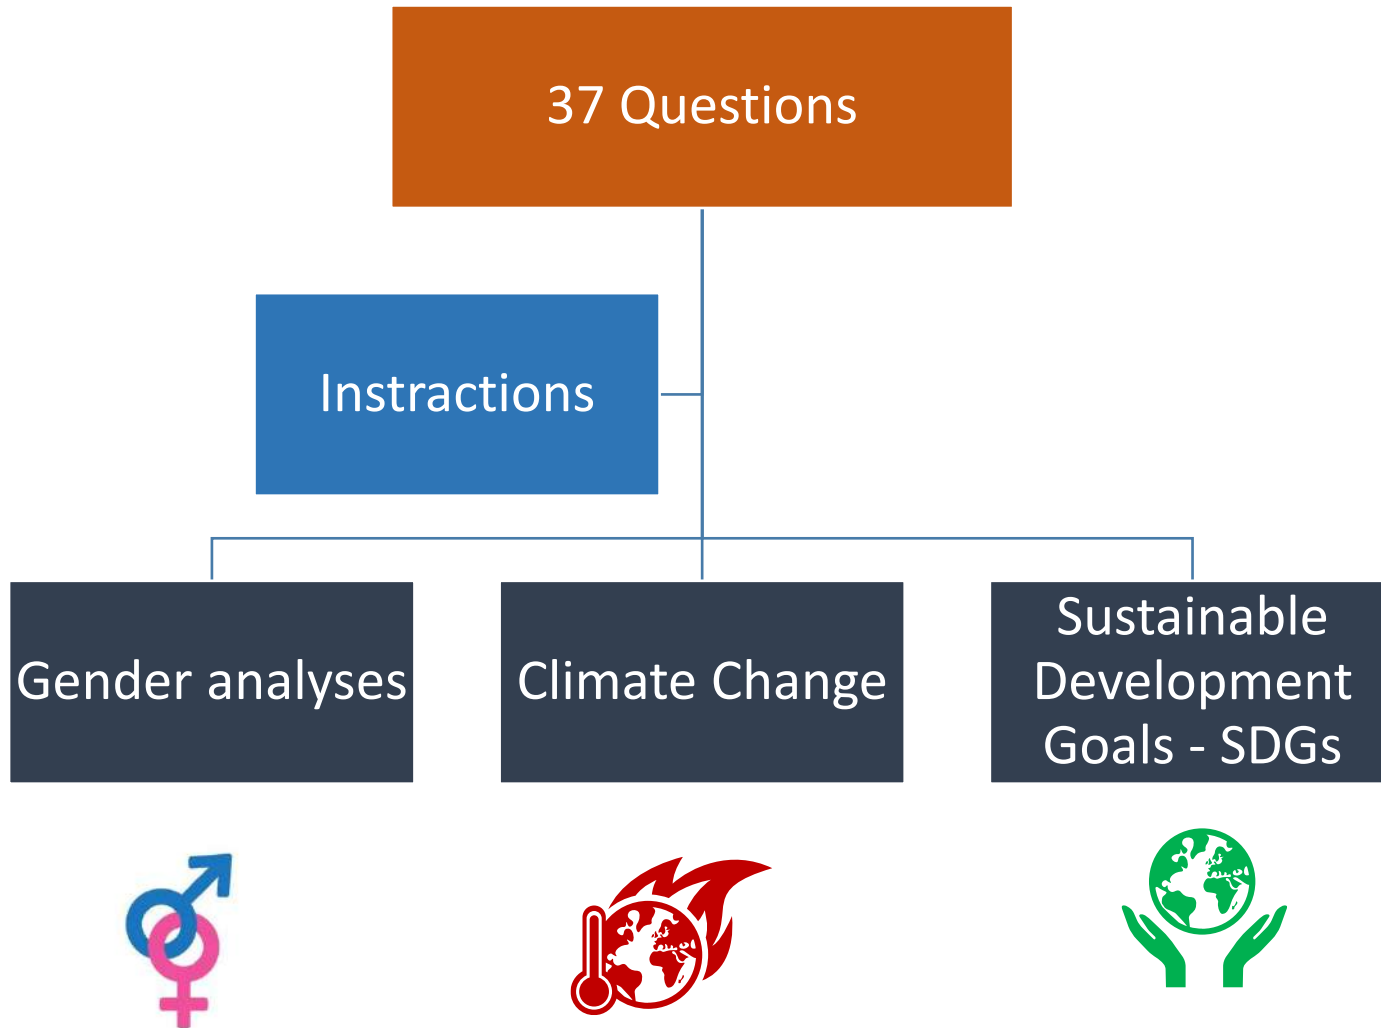 37 Questions
Instractions
Gender analyses
Climate Change
Sustainable
Development
Goals - SDGs